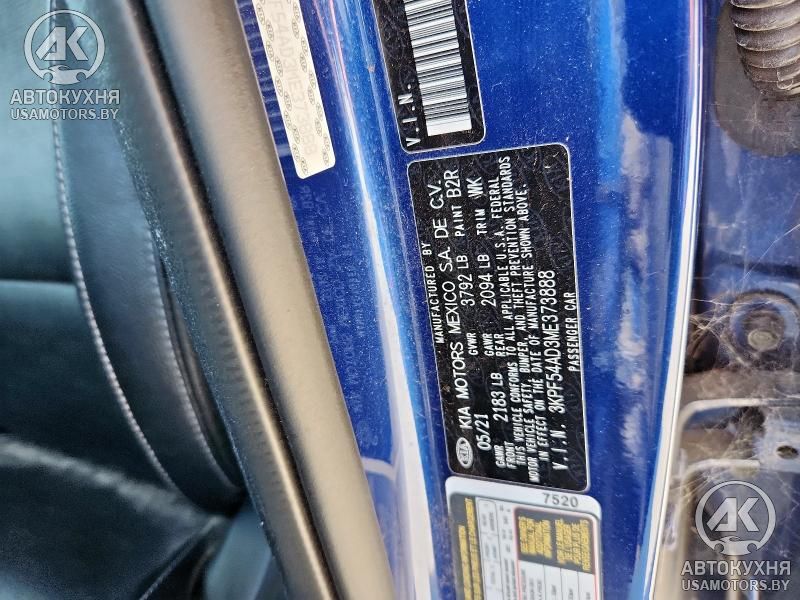 AK
АВТОКУХНЯ
USAMOTORS.BY
V.I.N.
MANUFACTURED BY
KIA KIA MOTORS MEXICO S.A. DE C.V.
05/21 GVWR 3792 LB PAINT B2R
GAWR FRONT 2183 LB GAWR REAR 2094 LB TRIM WK
THIS VEHICLE CONFORMS TO ALL APPLICABLE U.S.A. FEDERAL
MOTOR VEHICLE SAFETY, BUMPER, AND THEFT PREVENTION STANDARDS
IN EFFECT ON THE DATE OF MANUFACTURE SHOWN ABOVE.
V.I.N. 3KPF54AD3ME373888
PASSENGER CAR
7520
AK
АВТОКУХНЯ
USAMOTORS.BY